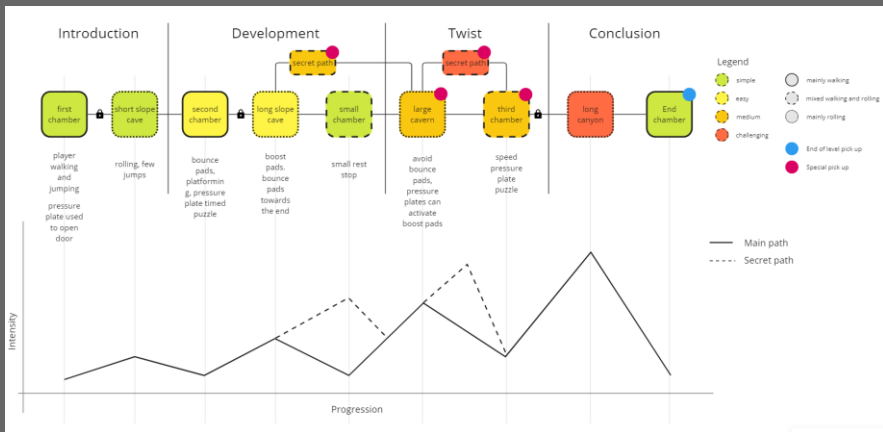 Introduction
Development
Twist
Conclusion
secret path
secret path
first
chamber
short slope
cave
second
chamber
long slope
cave
small
chamber
large
cavern
third
chamber
long
canyon
End
chamber
player
walking
and
jumping
pressure
plate used
to open
door
rolling, few
jumps
bounce
pads,
platformin
g, pressure
plate timed
puzzle
boost
pads.
bounce
pads
towards
the end
small rest
stop
avoid
bounce
pads,
pressure
plates can
activate
boost pads
speed
pressure
plate
puzzle
Legend
simple
easy
medium
challenging
mainly walking
mixed walking and rolling
mainly rolling
End of level pick up
Special pick up
Main path
Secret path
Intensity
Progression